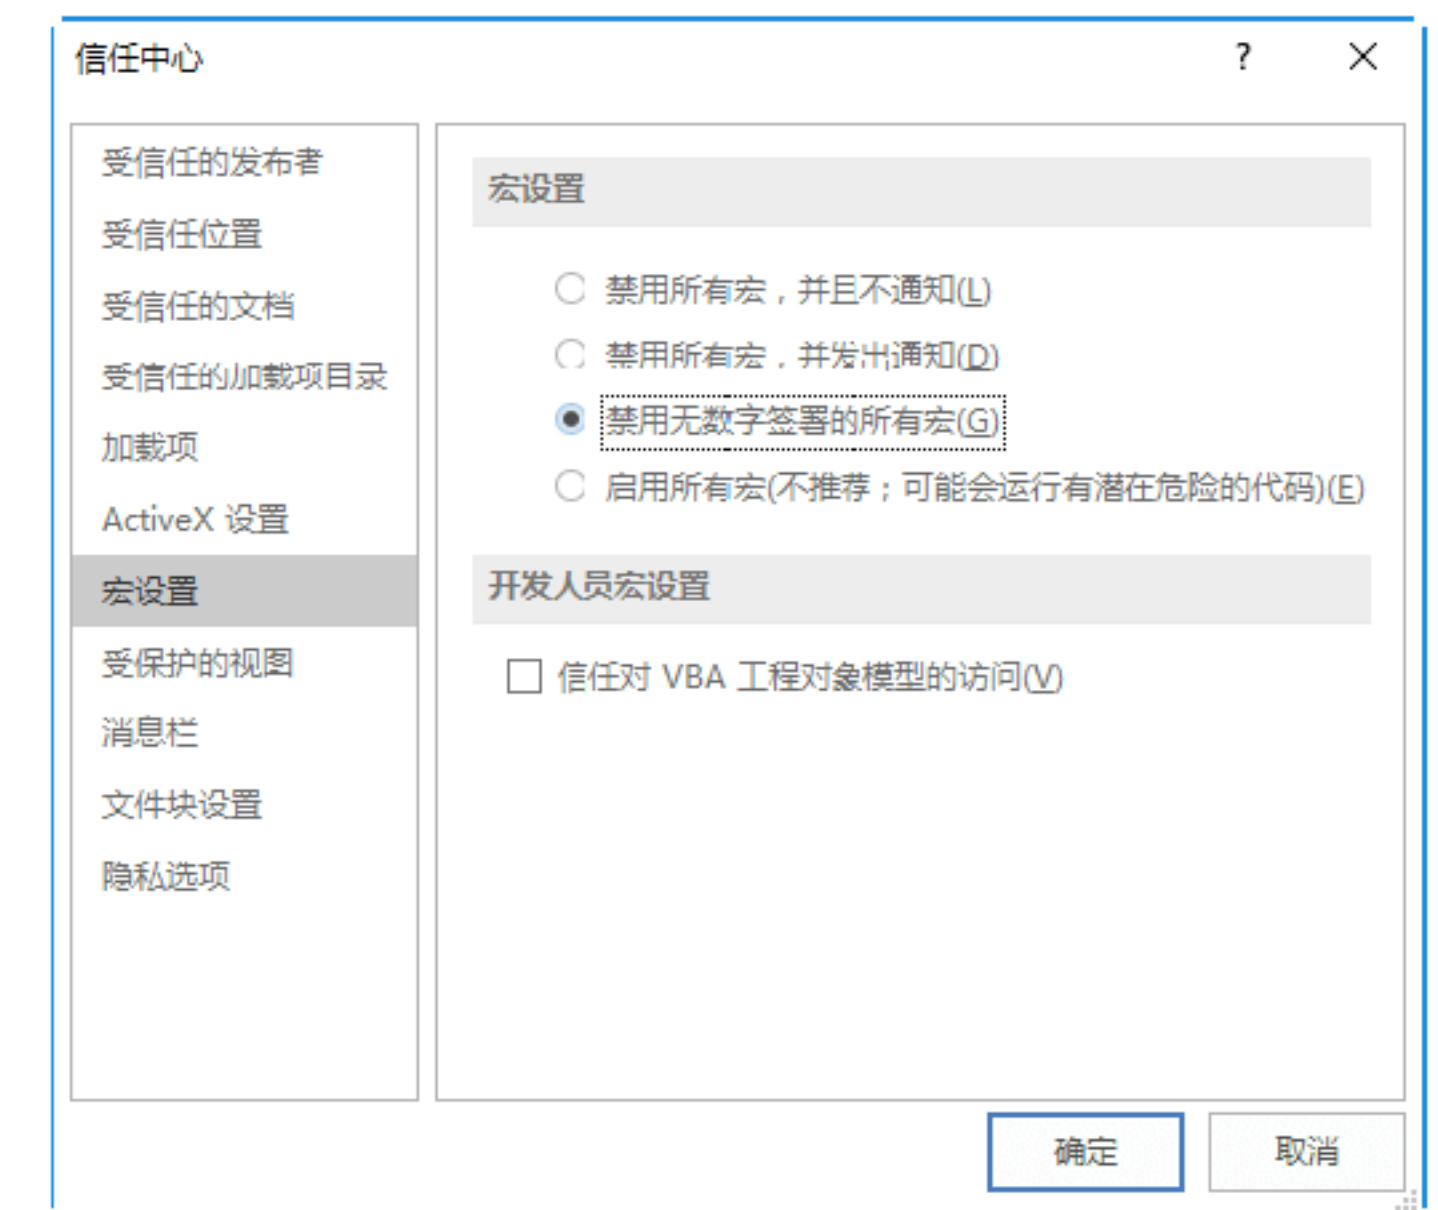 信任中心
?
受信任的发布者
受信任位置
受信任的文档
受信任的加载项目录
加载项
ActiveX 设置
宏设置
受保护的视图
消息栏
文件块设置
隐私选项
宏设置
禁用所有宏，并且不通知(L)
禁用所有宏，并发出通知(D)
禁用无数字签署的所有宏(G)
启用所有宏(不推荐；可能会运行有潜在危险的代码)(E)
开发人员宏设置
信任对 VBA 工程对象模型的访问(V)
确定
取消